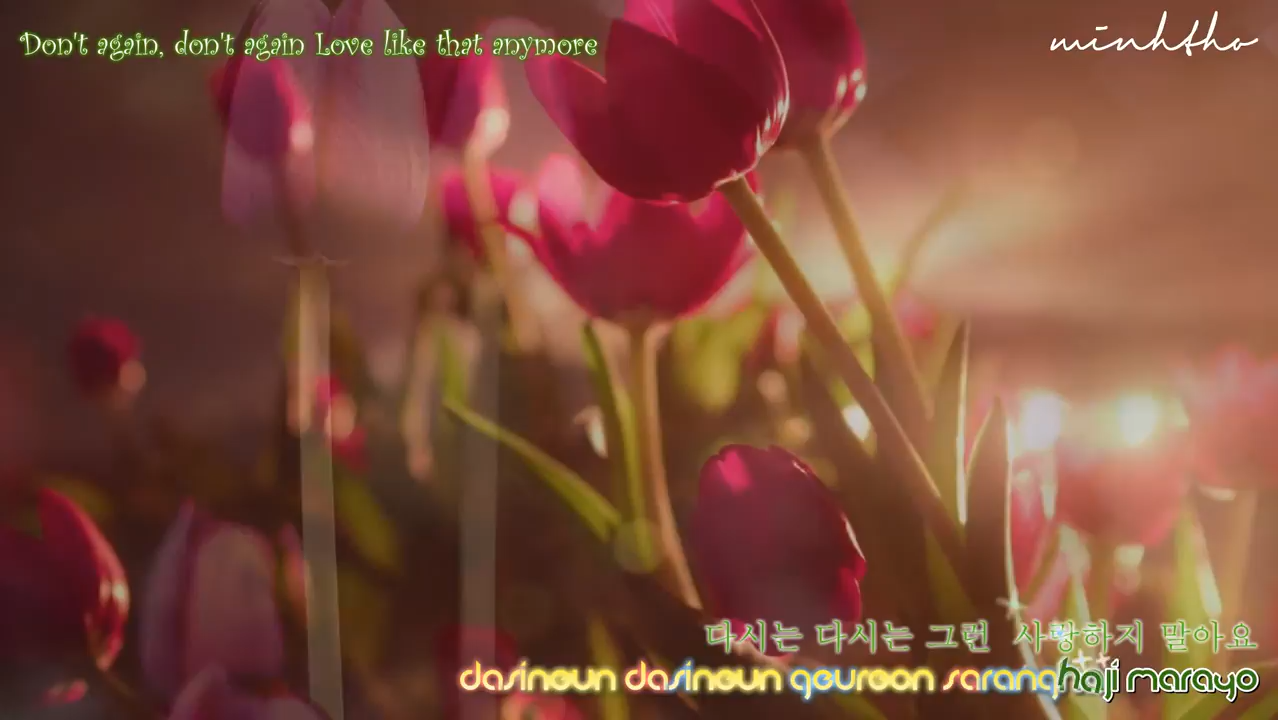 Don't again, don't again Love like that anymore
minhtho
다시는 다시는 그런 사랑하지 말아요
dasineun dasineun geureon saranghaji marayo